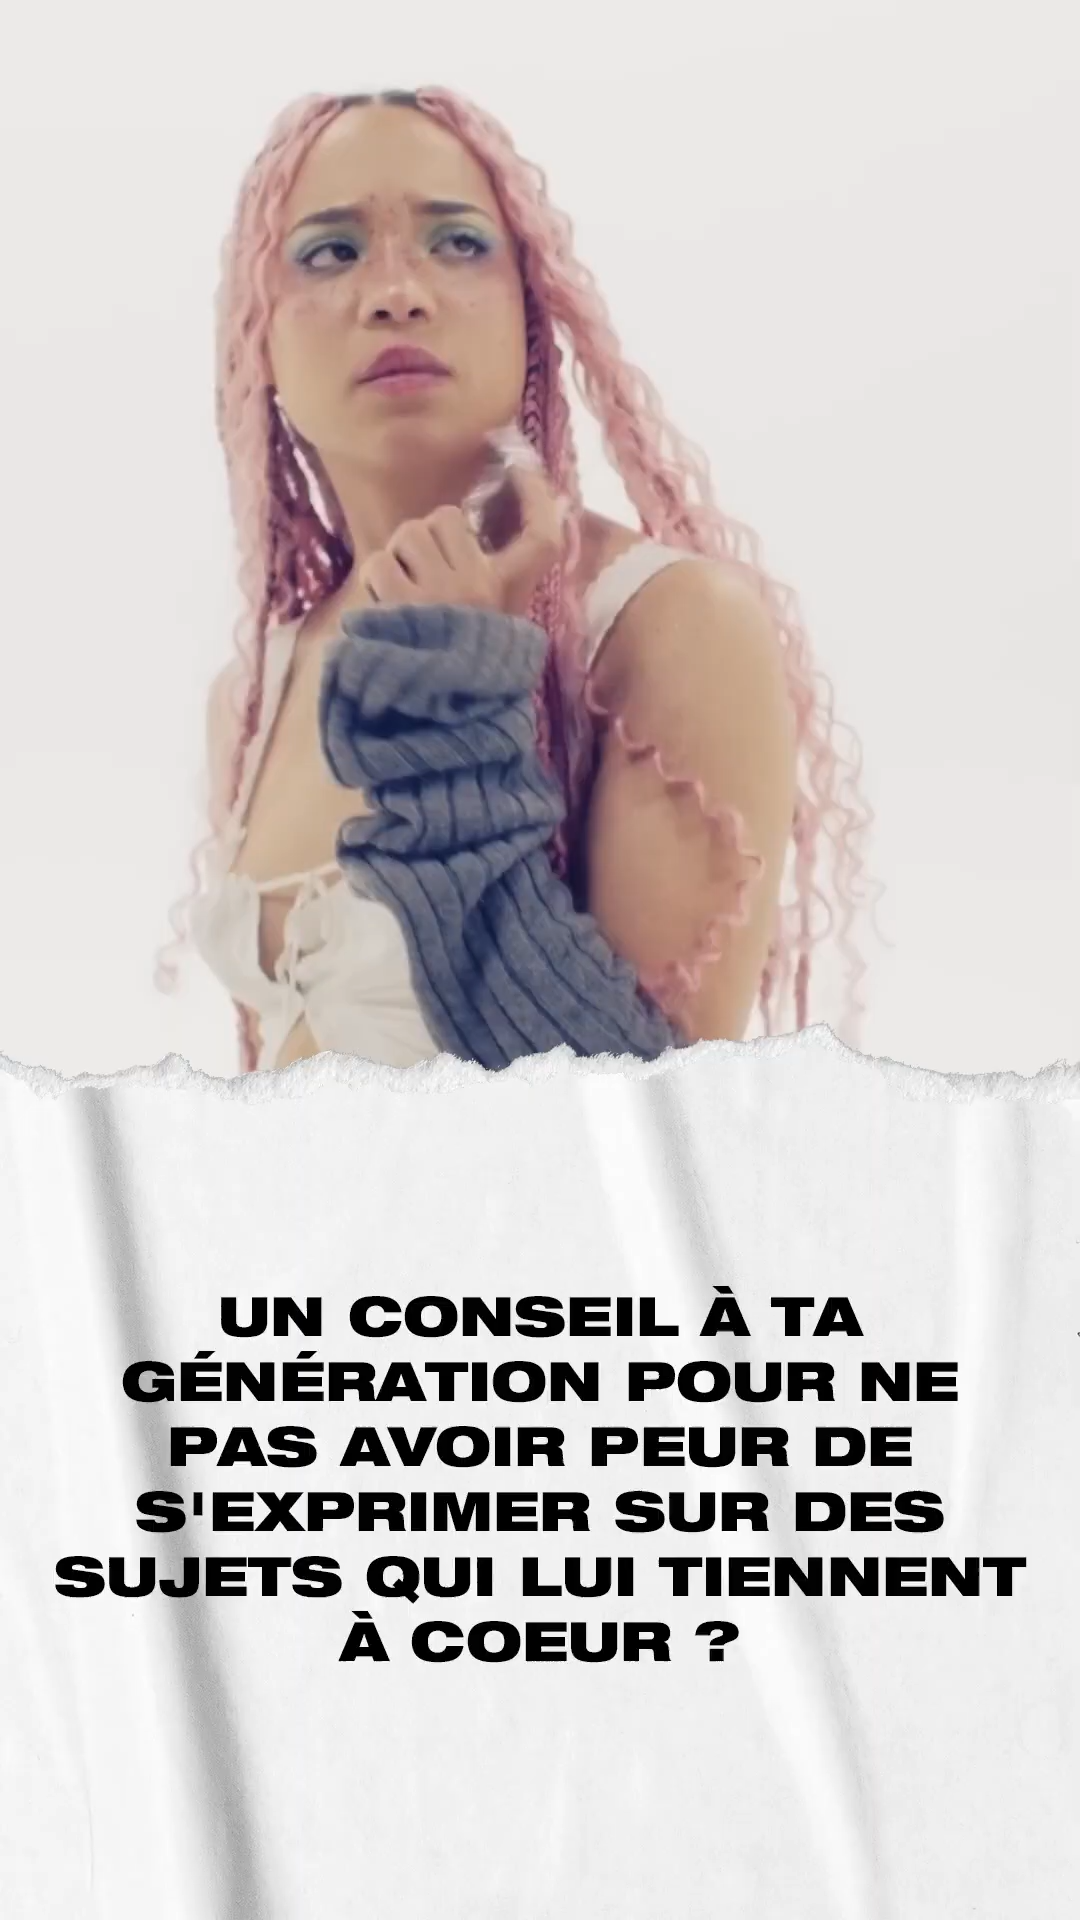 UN CONSEIL À TA
GÉNÉRATION POUR NE
PAS AVOIR PEUR DE
S'EXPRIMER SUR DES
SUJETS QUI LUI TIENNENT
À COEUR ?